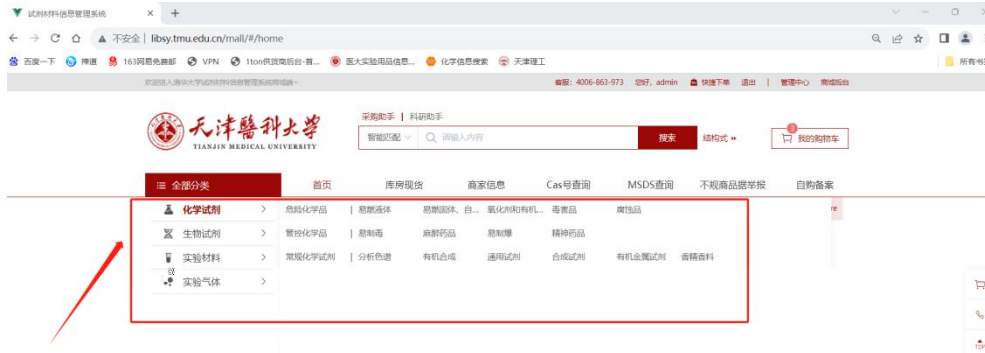 试剂材料信息管理系统
不安全 | libsy.tmu.edu.cn/mall/#/home
百度一下 禅道 163网易免费邮 VPN 1ton供货商后台-首... 医大实验用品信息... 化学信息搜索 天津理工 所有书签
欢迎进入清华大学试剂材料信息管理系统商城端~ 客服：4006-863-973 您好，admin 快捷下单 退出 | 管理中心 商城后台
采购助手 | 科研助手
天津醫科大學
TIANJIN MEDICAL UNIVERSITY
智能匹配 请输入内容 搜索 结构式 3 我的购物车
全部分类 首页 库房现货 商家信息 Cas号查询 MSDS查询 不规商品据举报 自购备案
化学试剂 > 危险化学品 | 易燃液体 易燃固体、自... 氧化剂和有机... 毒害品 腐蚀品 re
生物试剂 > 管控化学品 | 易制毒 麻醉药品 易制爆 精神药品
实验材料 > 常规化学试剂 | 分析色谱 有机合成 通用试剂 合成试剂 有机金属试剂 香精香料
实验气体 >
TOP